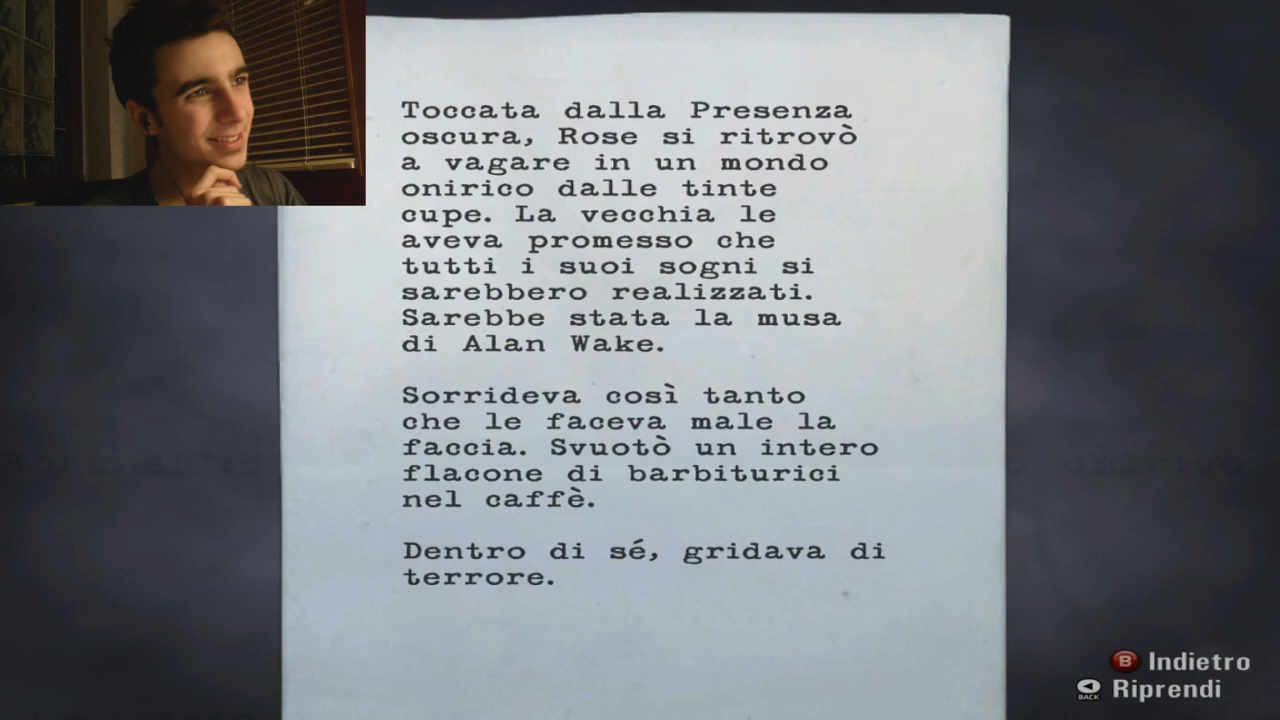 Toccata dalla Presenza
oscura, Rose si ritrovò
a vagare in un mondo
onirico dalle tinte
cupe. La vecchia le
aveva promesso che
tutti i suoi sogni si
sarebbero realizzati.
Sarebbe stata la musa
di Alan Wake.
Sorrideva così tanto
che le faceva male la
faccia. Svuotò un intero
flacone di barbiturici
nel caffè.
Dentro di sé, gridava di
terrore.
B Indietro
BACK Riprendi